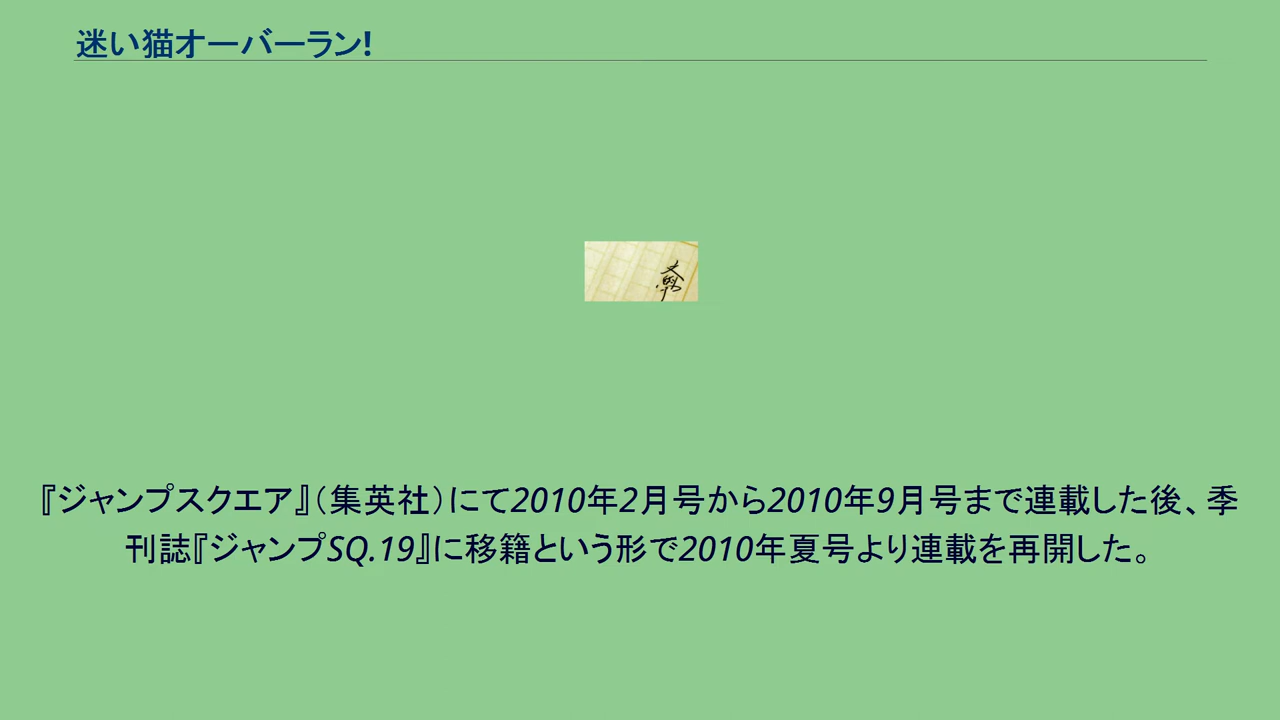 迷い猫オーバーラン!
『ジャンプスクエア』（集英社）にて2010年2月号から2010年9月号まで連載した後、季
刊誌『ジャンプSQ.19』に移籍という形で2010年夏号より連載を再開した。